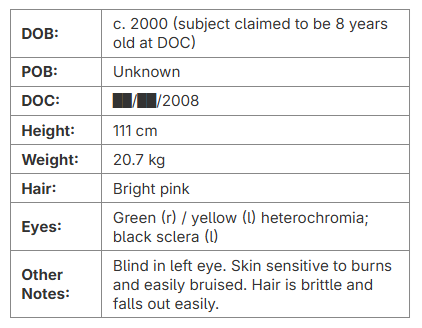 DOB: c. 2000 (subject claimed to be 8 years
old at DOC)
POB: Unknown
DOC: ██/██/2008
Height: 111 cm
Weight: 20.7 kg
Hair: Bright pink
Eyes: Green (r) / yellow (l) heterochromia;
black sclera (l)
Other
Notes: Blind in left eye. Skin sensitive to burns
and easily bruised. Hair is brittle and
falls out easily.